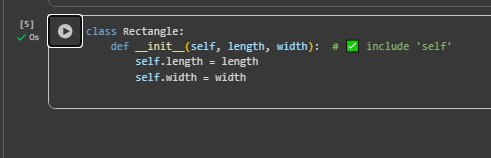 [5]
✓ 0s
class Rectangle:
    def __init__(self, length, width):  # ✅ include 'self'
        self.length = length
        self.width = width